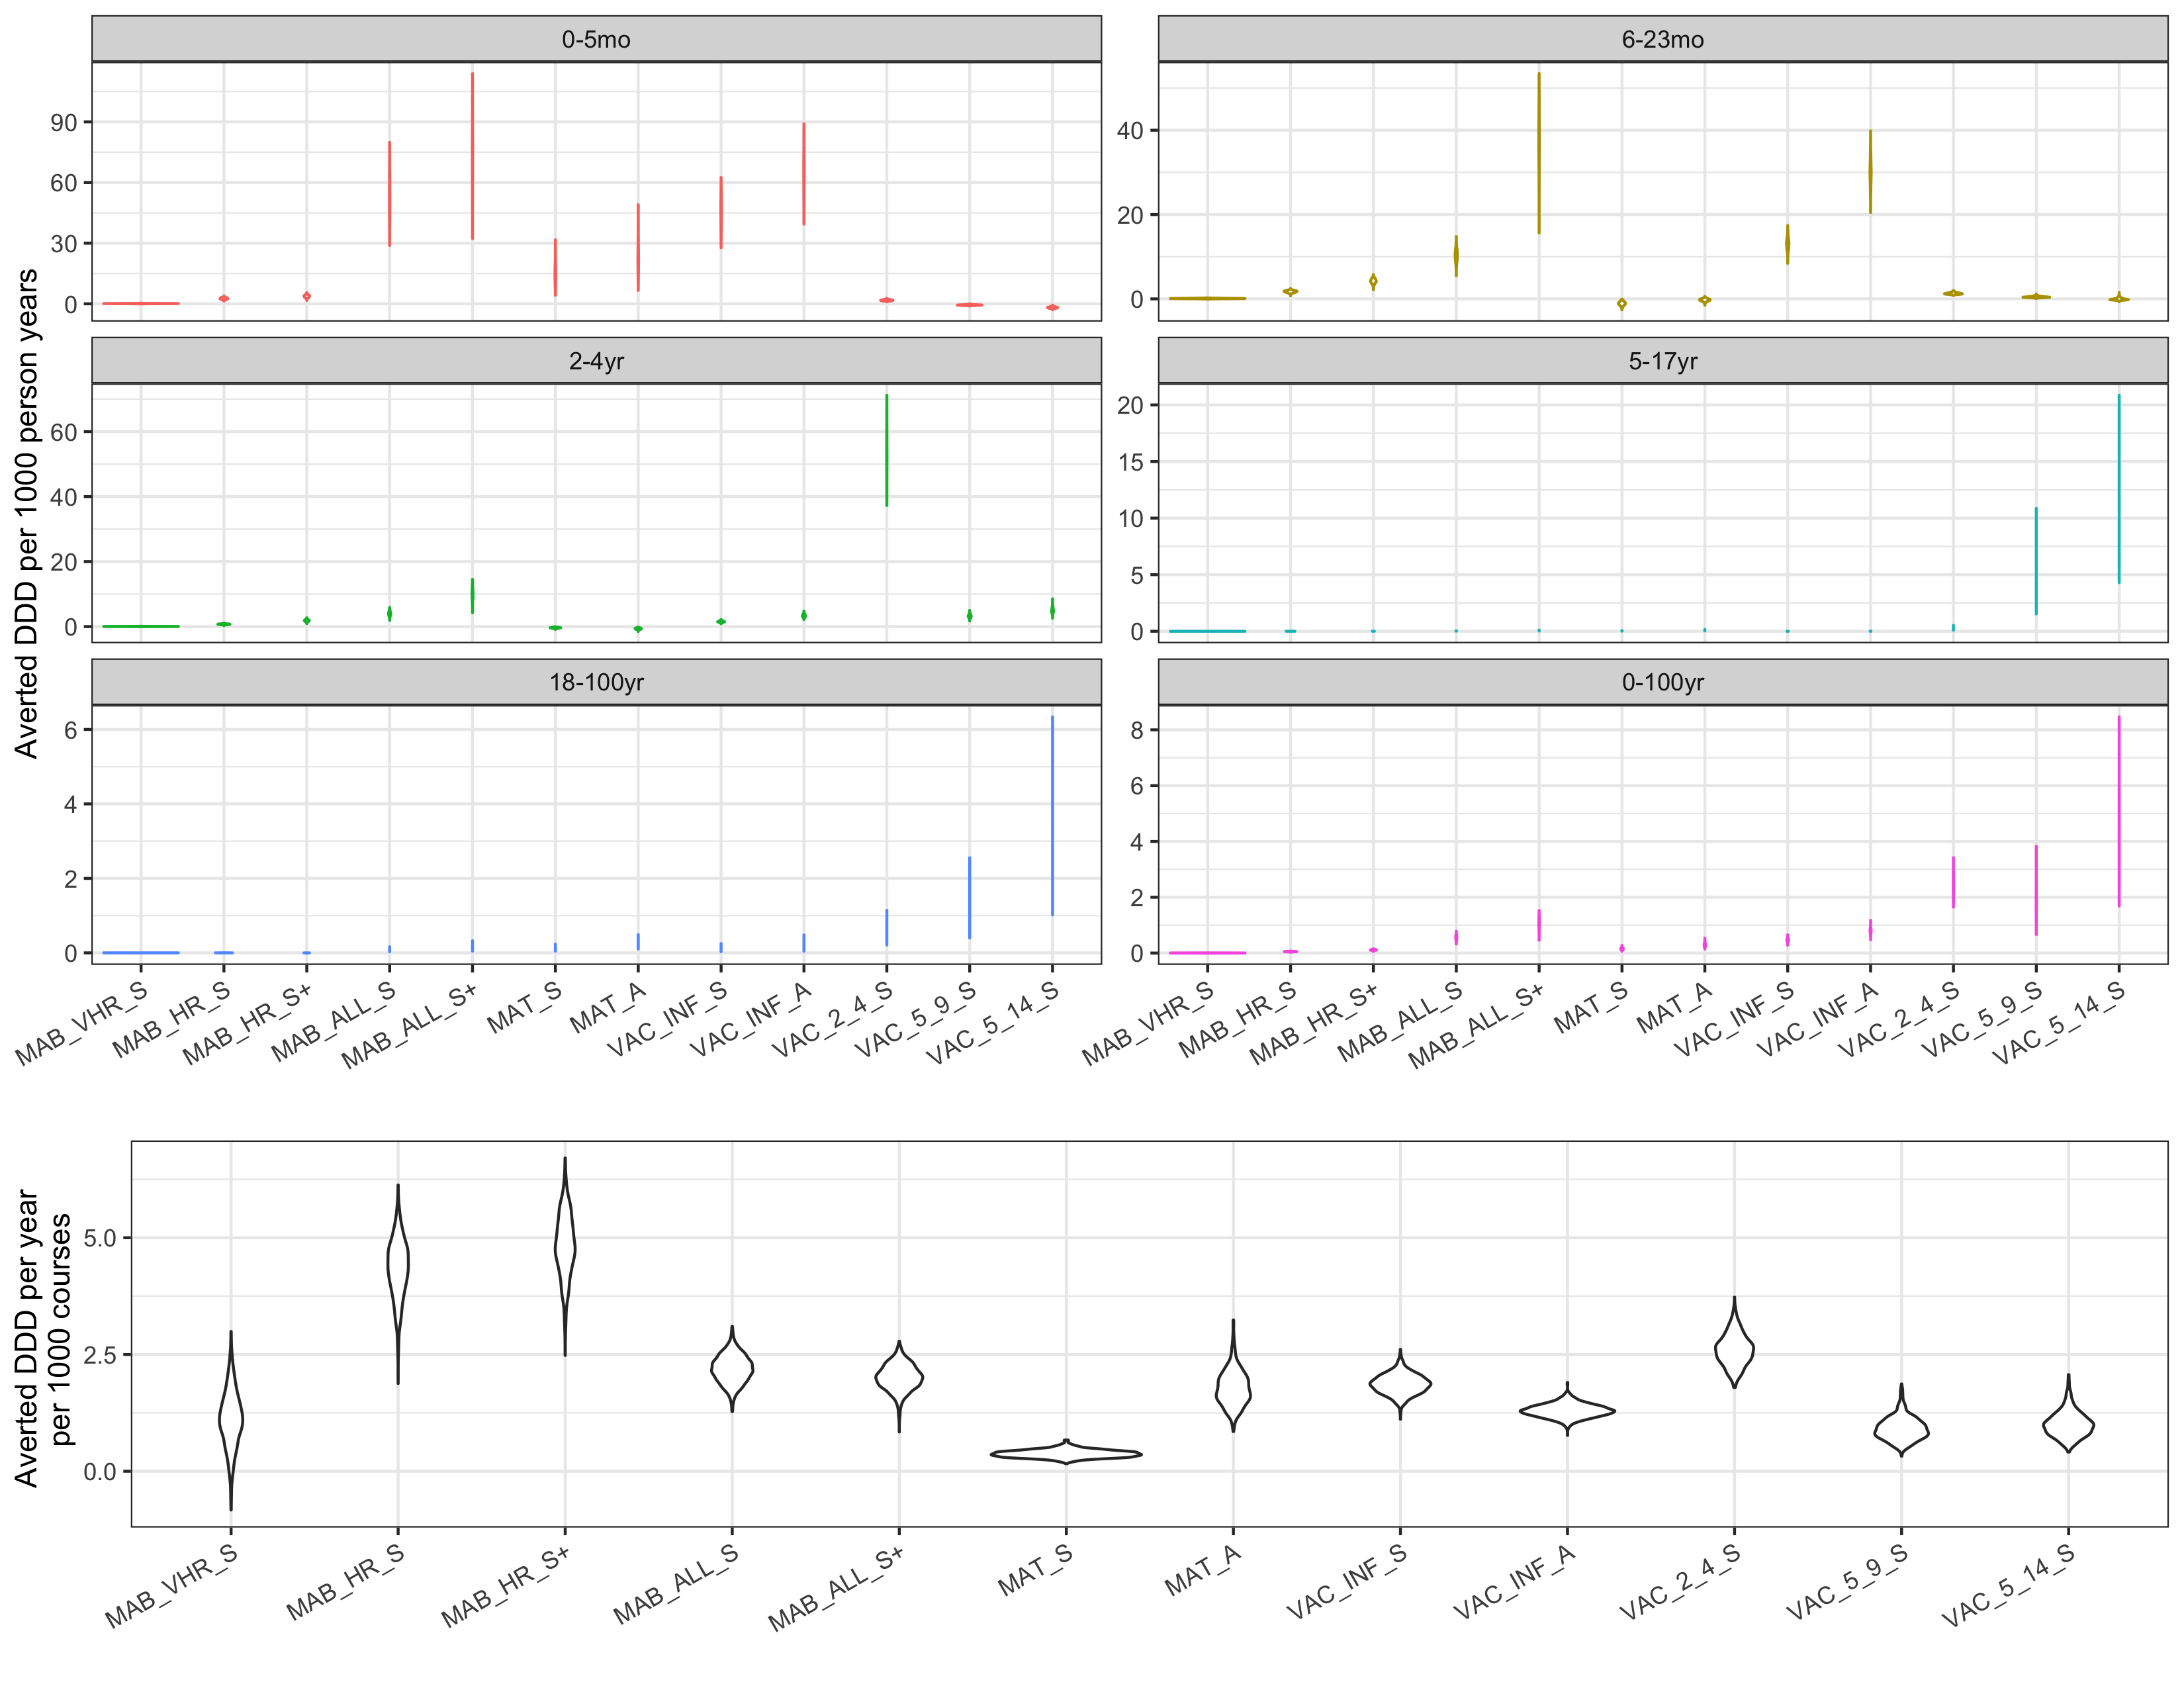 0-5mo
6-23mo
90
60
30
0
40
20
0
2-4yr
5-17yr
60
40
20
0
20
15
10
5
0
18-100yr
0-100yr
6
4
2
0
8
6
4
2
0
Averted DDD per 1000 person years
MAB_VHR_S
MAB_HR_S
MAB_HR_S+
MAB_ALL_S
MAB_ALL_S+
MAT_S
MAT_A
VAC_INF_S
VAC_INF_A
VAC_2_4_S
VAC_5_9_S
VAC_5_14_S
MAB_VHR_S
MAB_HR_S
MAB_HR_S+
MAB_ALL_S
MAB_ALL_S+
MAT_S
MAT_A
VAC_INF_S
VAC_INF_A
VAC_2_4_S
VAC_5_9_S
VAC_5_14_S
Averted DDD per year
per 1000 courses
5.0
2.5
0.0
MAB_VHR_S
MAB_HR_S
MAB_HR_S+
MAB_ALL_S
MAB_ALL_S+
MAT_S
MAT_A
VAC_INF_S
VAC_INF_A
VAC_2_4_S
VAC_5_9_S
VAC_5_14_S